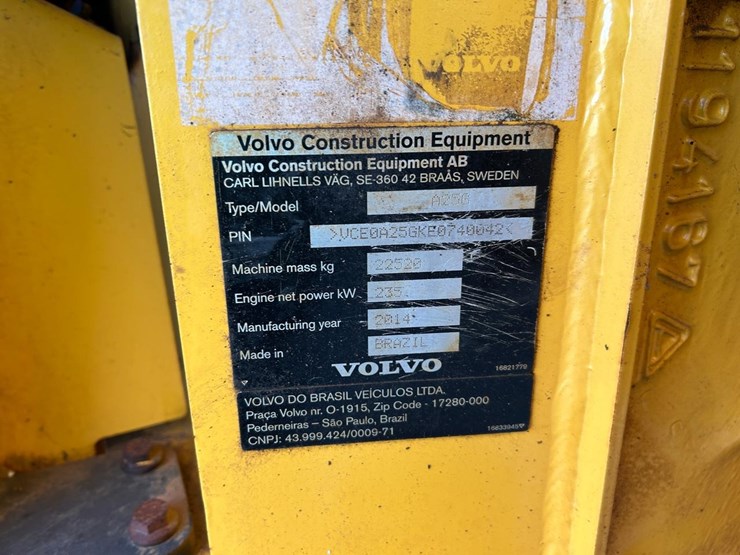 VOLVO
Volvo Construction Equipment
Volvo Construction Equipment AB
CARL LIHNELLS VÄG, SE-360 42 BRAÅS, SWEDEN
Type/Model A25G
PIN >VCE0A25GKE0740042<
Machine mass kg 22520
Engine net power kW 235
Manufacturing year 2014
Made in BRAZIL
VOLVO
16821779
VOLVO DO BRASIL VEÍCULOS LTDA.
Praça Volvo nr. O-1915, Zip Code - 17280-000
Pederneiras – São Paulo, Brazil
CNPJ: 43.999.424/0009-71
16833945